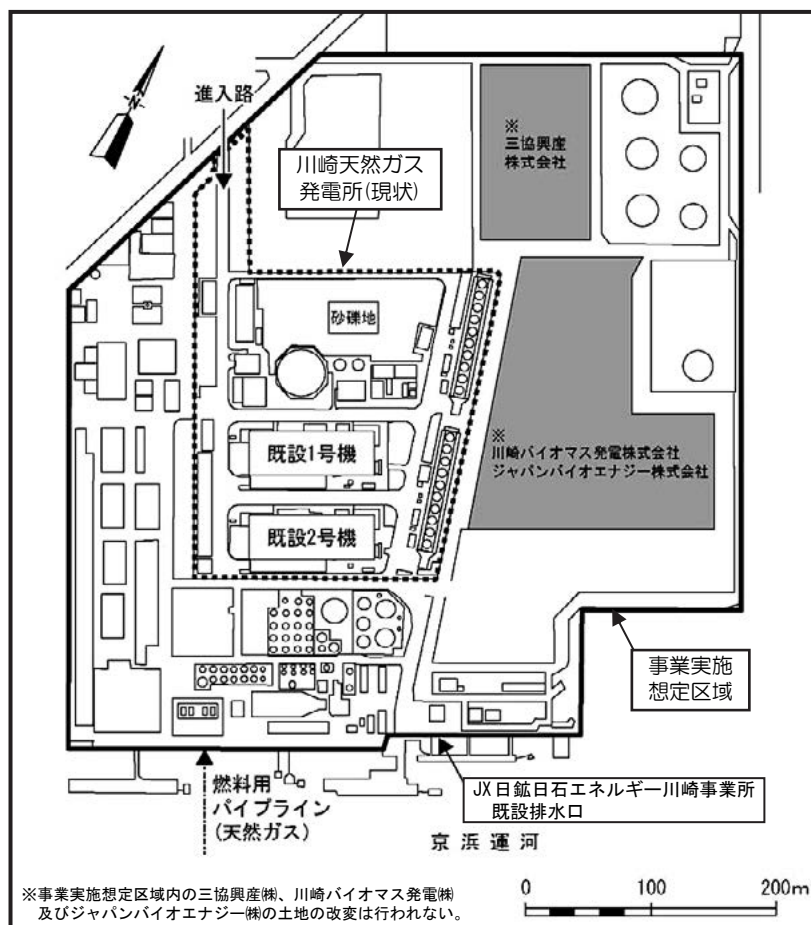 N
進入路
川崎天然ガス
発電所(現状)
※
三協興産
株式会社
砂礫地
※
川崎バイオマス発電株式会社
ジャパンバイオエナジー株式会社
既設1号機
既設2号機
事業実施
想定区域
燃料用
パイプライン
(天然ガス)
JX日鉱日石エネルギー川崎事業所
既設排水口
京浜運河
※事業実施想定区域内の三協興産㈱、川崎バイオマス発電㈱
及びジャパンバイオエナジー㈱の土地の改変は行われない。
0 100 200m